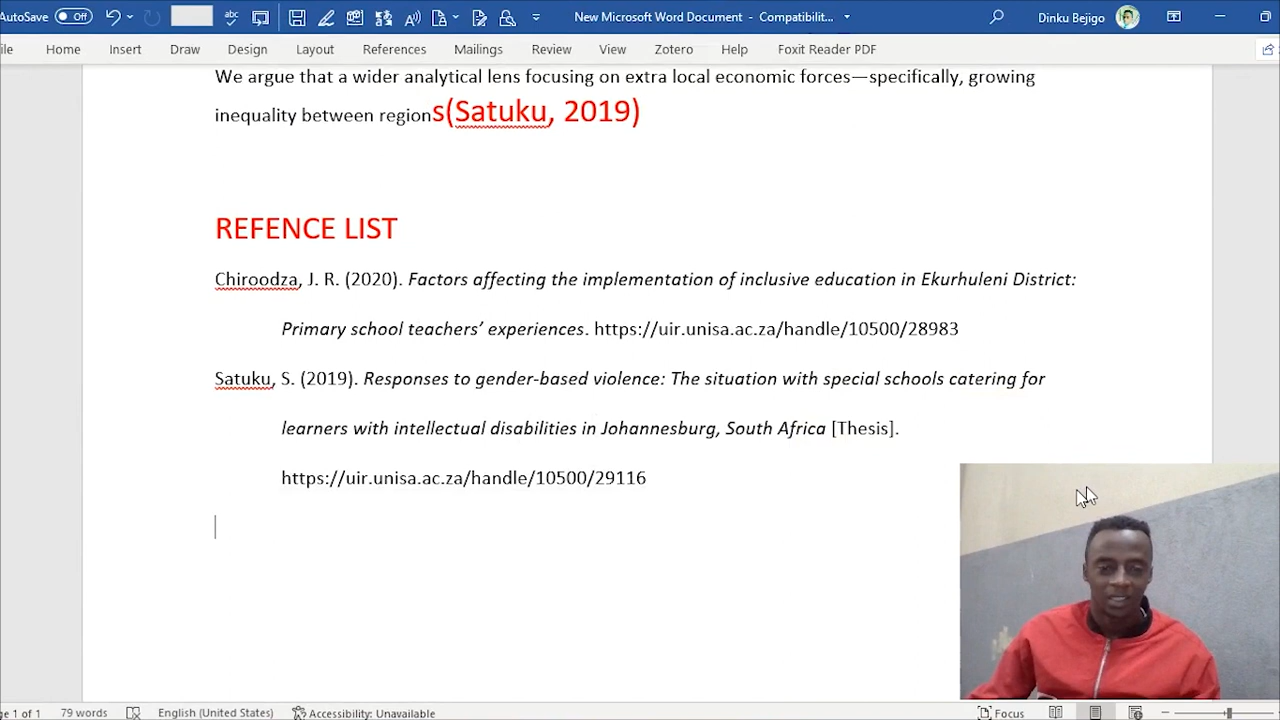 AutoSave Off abc New Microsoft Word Document - Compatibilit... Dinku Bejigo
ile Home Insert Draw Design Layout References Mailings Review View Zotero Help Foxit Reader PDF
We argue that a wider analytical lens focusing on extra local economic forces—specifically, growing
inequality between regions(Satuku, 2019)
REFENCE LIST
Chiroodza, J. R. (2020). Factors affecting the implementation of inclusive education in Ekurhuleni District:
Primary school teachers’ experiences. https://uir.unisa.ac.za/handle/10500/28983
Satuku, S. (2019). Responses to gender-based violence: The situation with special schools catering for
learners with intellectual disabilities in Johannesburg, South Africa [Thesis].
https://uir.unisa.ac.za/handle/10500/29116
ge 1 of 1 79 words English (United States) Accessibility: Unavailable Focus